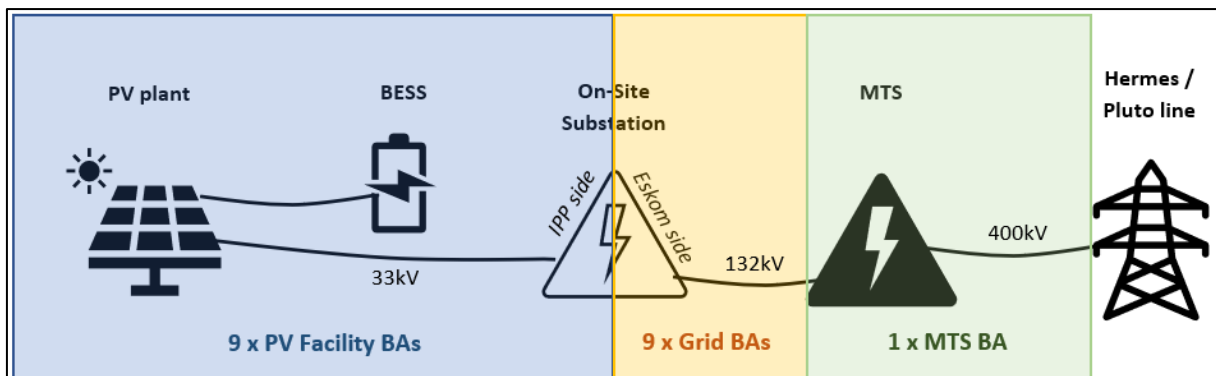 PV plant
BESS
On-Site
Substation
MTS
Hermes /
Pluto line
IPP side
Eskom side
33kV
132kV
400kV
9 x PV Facility BAs
9 x Grid BAs
1 x MTS BA